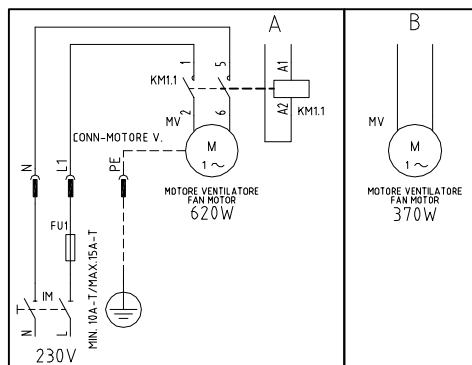 A
B
1
5
A1
KM1.1
A2
KM1.1
2
6
MV
MV
CONN-MOTORE V.
M
1~
M
1~
N
L1
PE
MOTORE VENTILATORE
FAN MOTOR
620W
MOTORE VENTILATORE
FAN MOTOR
370W
FU1
MIN. 10A-T/MAX.15A-T
IM
N
L
230V